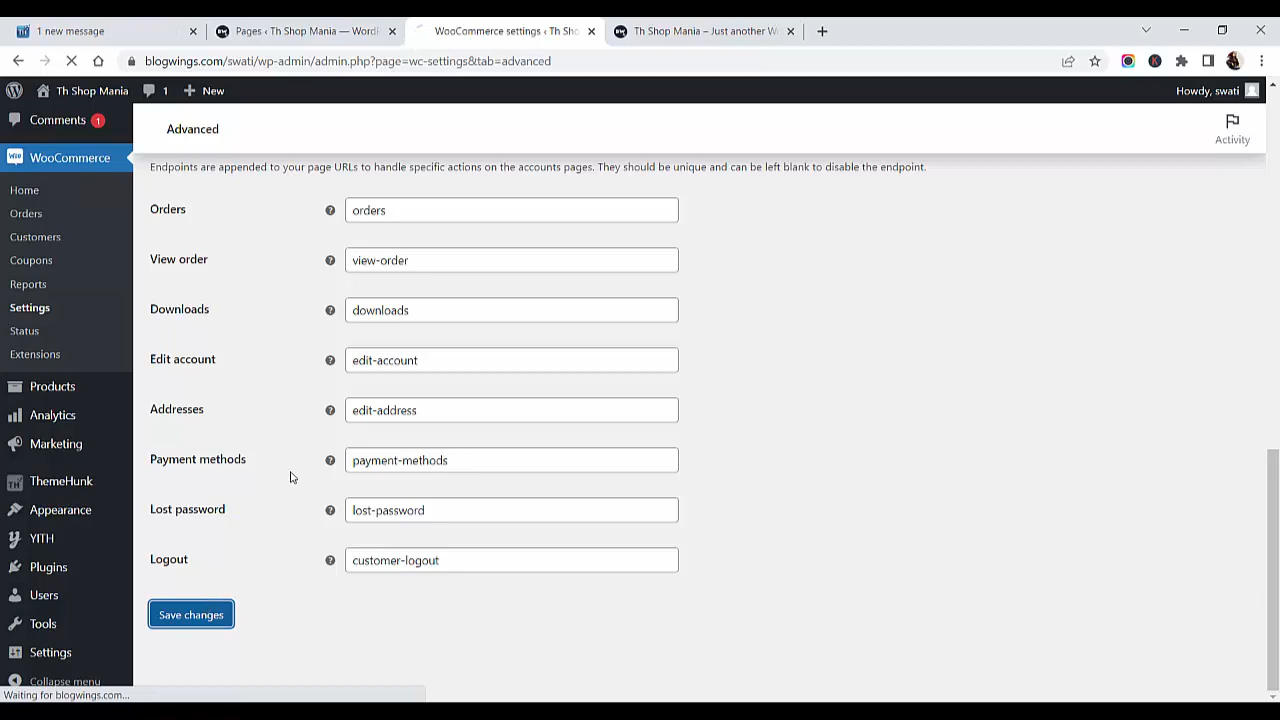 1 new message
Pages ‹ Th Shop Mania — WordP
WooCommerce settings ‹ Th Sho
Th Shop Mania – Just another W
blogwings.com/swati/wp-admin/admin.php?page=wc-settings&tab=advanced
Th Shop Mania
1
New
Howdy, swati
Comments 1
WooCommerce
Home
Orders
Customers
Coupons
Reports
Settings
Status
Extensions
Products
Analytics
Marketing
ThemeHunk
Appearance
YITH
Plugins
Users
Tools
Settings
Collapse menu
Advanced
Activity
Endpoints are appended to your page URLs to handle specific actions on the accounts pages. They should be unique and can be left blank to disable the endpoint.
Orders
orders
View order
view-order
Downloads
downloads
Edit account
edit-account
Addresses
edit-address
Payment methods
payment-methods
Lost password
lost-password
Logout
customer-logout
Save changes
Waiting for blogwings.com...